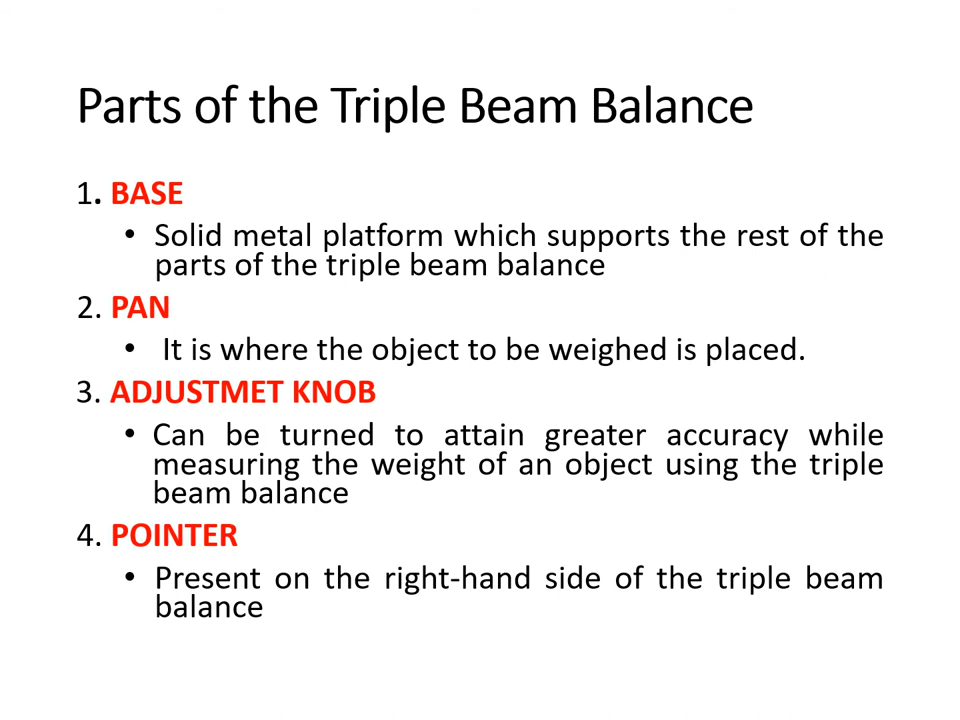 Parts of the Triple Beam Balance
1. BASE
• Solid metal platform which supports the rest of the
parts of the triple beam balance
2. PAN
• It is where the object to be weighed is placed.
3. ADJUSTMET KNOB
• Can be turned to attain greater accuracy while
measuring the weight of an object using the triple
beam balance
4. POINTER
• Present on the right-hand side of the triple beam
balance